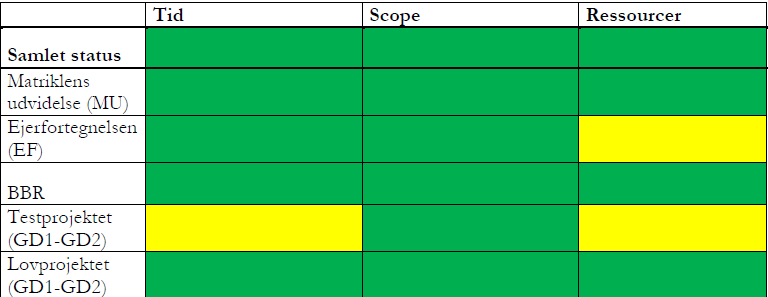 Tid Scope Ressourcer
Samlet status
Matriklens
udvidelse (MU)
Ejerfortegnelsen
(EF)
BBR
Testprojektet
(GD1-GD2)
Lovprojektet
(GD1-GD2)